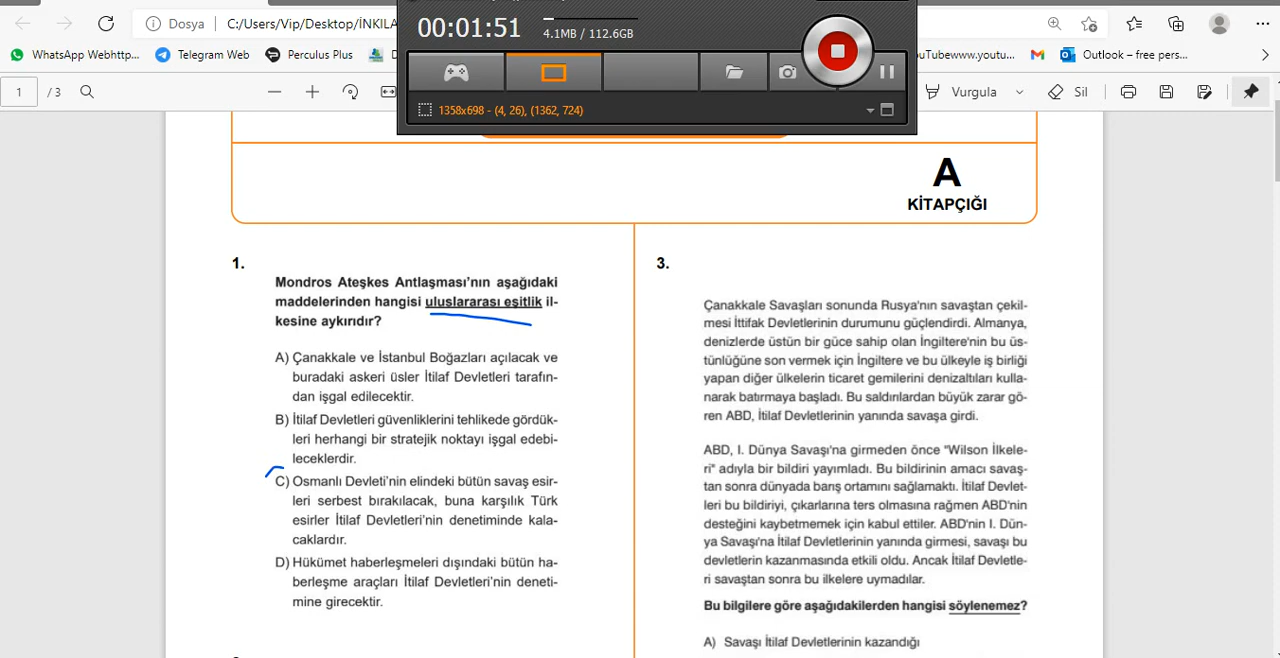 Dosya
C:/Users/Vip/Desktop/İNKILA
00:01:51
4.1MB / 112.6GB
WhatsApp Webhttp...
Telegram Web
Perculus Plus
uTubewww.youtu...
Outlook – free pers...
1
/ 3
1358x698 - (4, 26), (1362, 724)
Vurgula
Sil
A
KİTAPÇIĞI
1.
Mondros Ateşkes Antlaşması'nın aşağıdaki
maddelerinden hangisi uluslararası eşitlik il-
kesine aykırıdır?
A) Çanakkale ve İstanbul Boğazları açılacak ve
buradaki askeri üsler İtilaf Devletleri tarafın-
dan işgal edilecektir.
B) İtilaf Devletleri güvenliklerini tehlikede gördük-
leri herhangi bir stratejik noktayı işgal edebi-
leceklerdir.
C) Osmanlı Devleti'nin elindeki bütün savaş esir-
leri serbest bırakılacak, buna karşılık Türk
esirler İtilaf Devletleri'nin denetiminde kala-
caklardır.
D) Hükümet haberleşmeleri dışındaki bütün ha-
berleşme araçları İtilaf Devletleri'nin deneti-
mine girecektir.
3.
Çanakkale Savaşları sonunda Rusya'nın savaştan çekil-
mesi İttifak Devletlerinin durumunu güçlendirdi. Almanya,
denizlerde üstün bir güce sahip olan İngiltere'nin bu üs-
tünlüğüne son vermek için İngiltere ve bu ülkeyle iş birliği
yapan diğer ülkelerin ticaret gemilerini denizaltıları kulla-
narak batırmaya başladı. Bu saldırılardan büyük zarar gö-
ren ABD, İtilaf Devletlerinin yanında savaşa girdi.
ABD, I. Dünya Savaşı'na girmeden önce "Wilson İlkele-
ri" adıyla bir bildiri yayımladı. Bu bildirinin amacı savaş-
tan sonra dünyada barış ortamını sağlamaktı. İtilaf Devlet-
leri bu bildiriyi, çıkarlarına ters olmasına rağmen ABD'nin
desteğini kaybetmemek için kabul ettiler. ABD'nin I. Dün-
ya Savaşı'na İtilaf Devletlerinin yanında girmesi, savaşı bu
devletlerin kazanmasında etkili oldu. Ancak İtilaf Devletle-
ri savaştan sonra bu ilkelere uymadılar.
Bu bilgilere göre aşağıdakilerden hangisi söylenemez?
A) Savaşı İtilaf Devletlerinin kazandığı